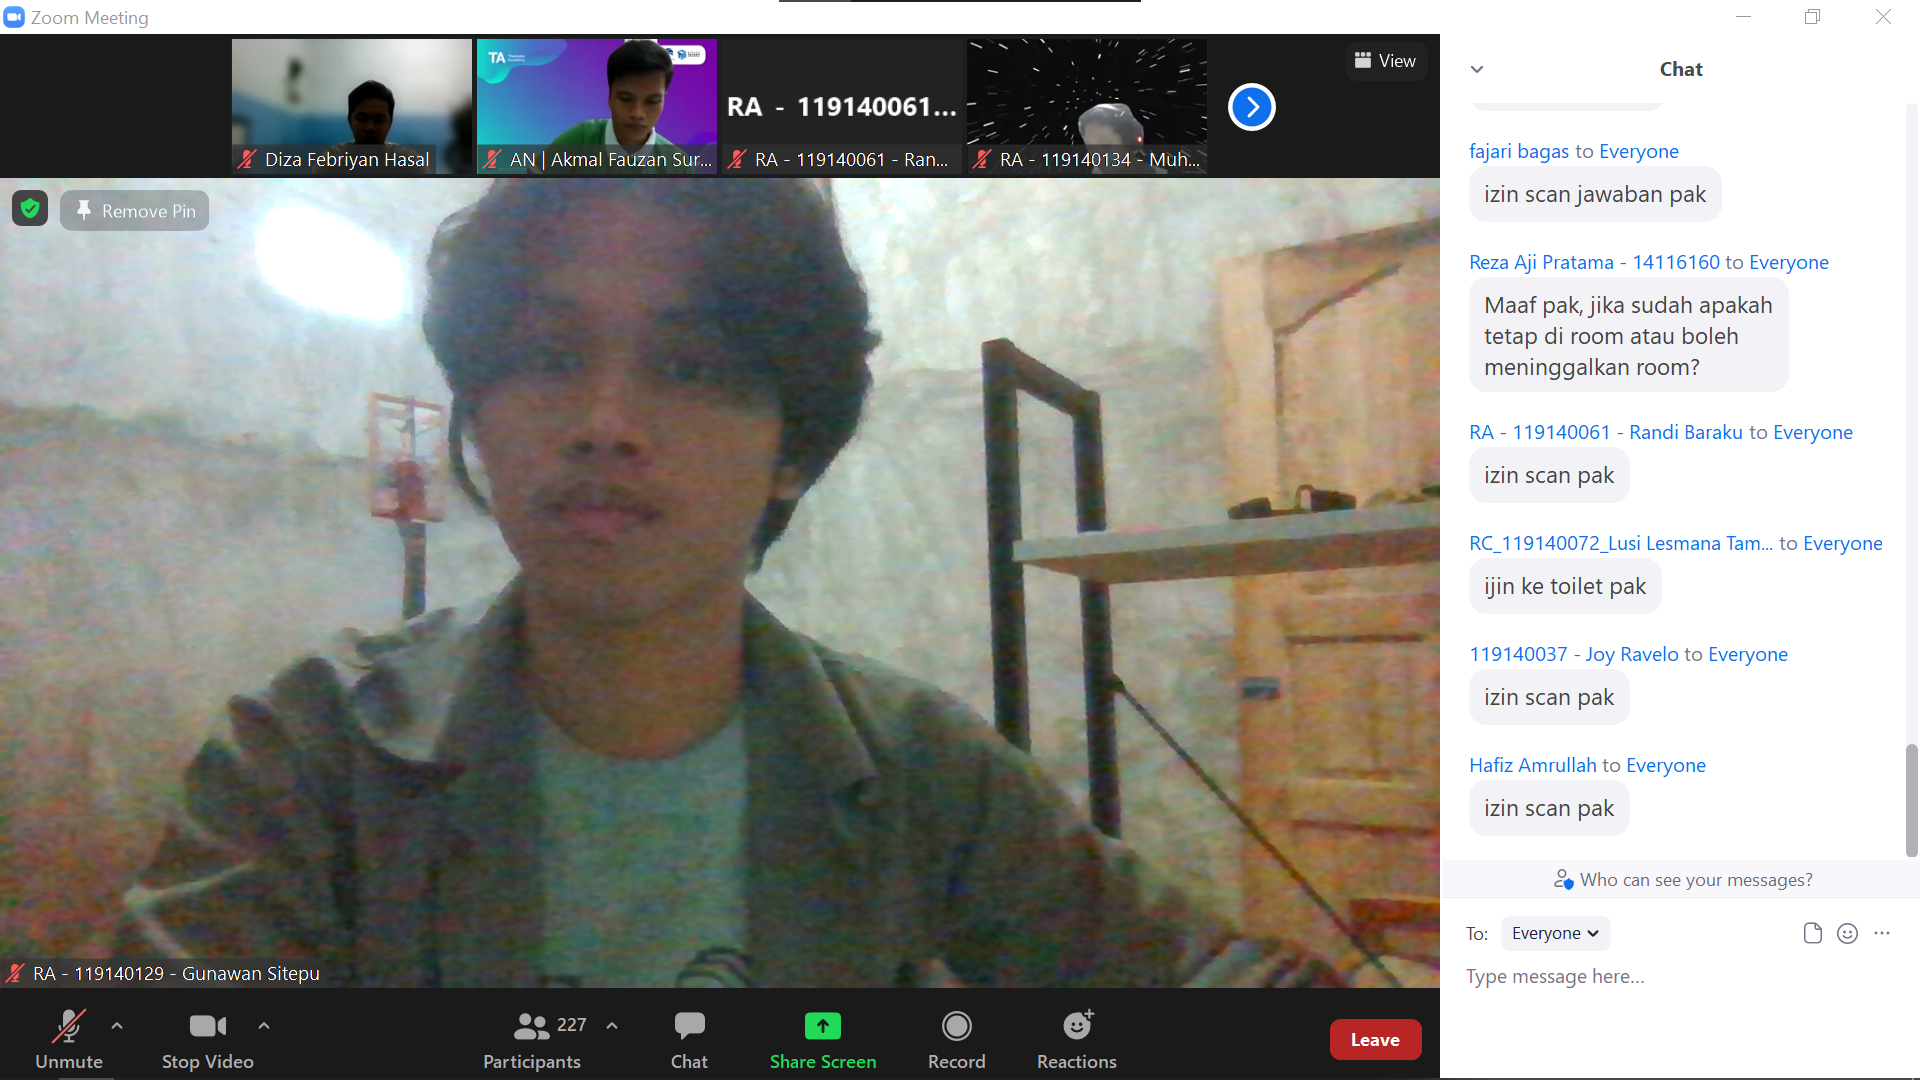 Zoom Meeting
TA
Diza Febriyan Hasal
AN | Akmal Fauzan Sur...
RA - 119140061...
RA - 119140061 - Ran...
RA - 119140134 - Muh...
View
Remove Pin
RA - 119140129 - Gunawan Sitepu
Unmute
Stop Video
227
Participants
Chat
Share Screen
Record
Reactions
Leave
Chat
fajari bagas to Everyone
izin scan jawaban pak
Reza Aji Pratama - 14116160 to Everyone
Maaf pak, jika sudah apakah
tetap di room atau boleh
meninggalkan room?
RA - 119140061 - Randi Baraku to Everyone
izin scan pak
RC_119140072_Lusi Lesmana Tam... to Everyone
ijin ke toilet pak
119140037 - Joy Ravelo to Everyone
izin scan pak
Hafiz Amrullah to Everyone
izin scan pak
Who can see your messages?
To: Everyone
Type message here...